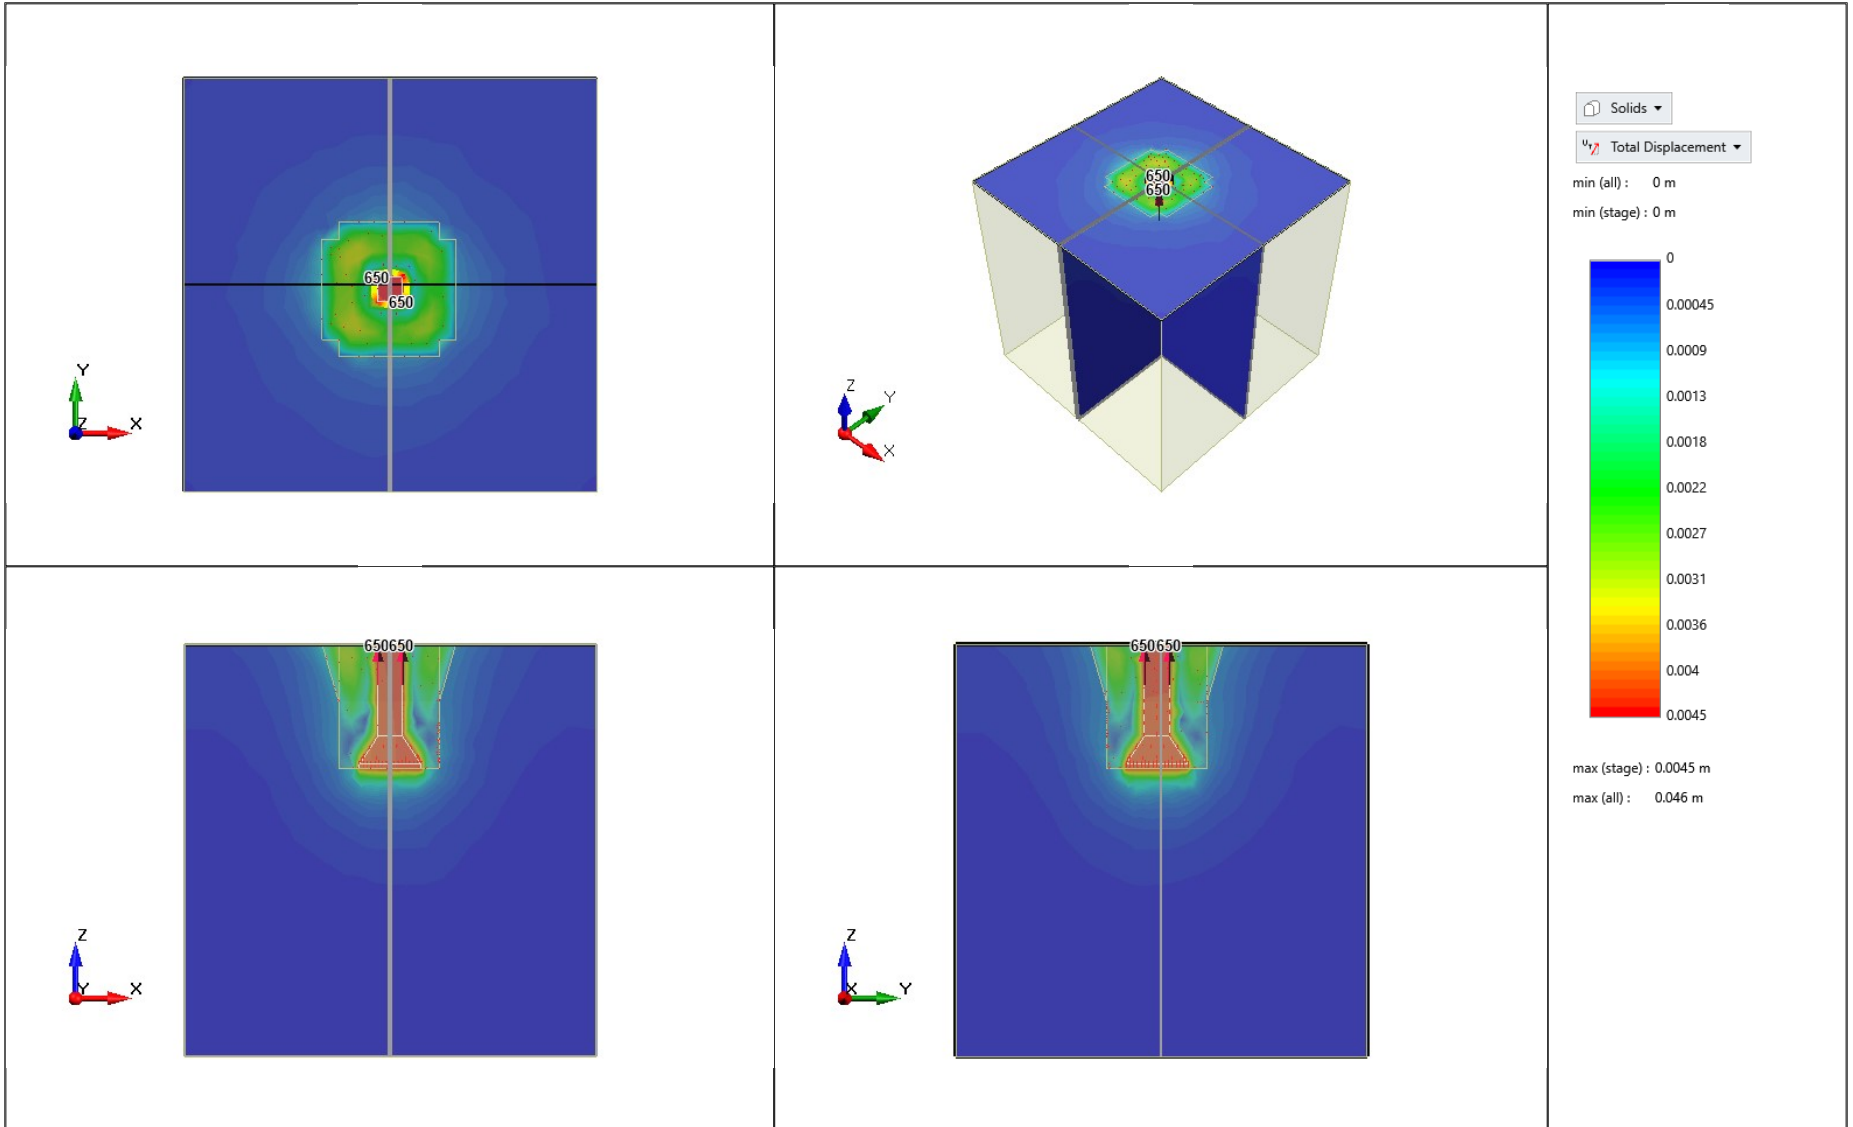 650
650
Y
Z
X
650
650
Z
Y
X
Solids
Total Displacement
min (all) : 0 m
min (stage) : 0 m
0
0.00045
0.0009
0.0013
0.0018
0.0022
0.0027
0.0031
0.0036
0.004
0.0045
max (stage) : 0.0045 m
max (all) : 0.046 m
650650
Z
Y
X
650650
Z
X
Y